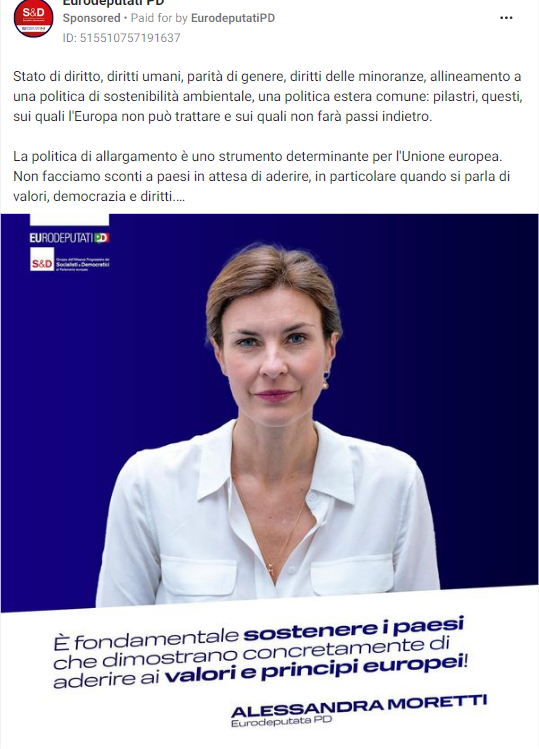 Eurodeputati PD
Sponsored • Paid for by EurodeputatiPD
ID: 515510757191637
Stato di diritto, diritti umani, parità di genere, diritti delle minoranze, allineamento a
una politica di sostenibilità ambientale, una politica estera comune: pilastri, questi,
sui quali l'Europa non può trattare e sui quali non farà passi indietro.
La politica di allargamento è uno strumento determinante per l'Unione europea.
Non facciamo sconti a paesi in attesa di aderire, in particolare quando si parla di
valori, democrazia e diritti....
EURODEPUTATI PD
S&D Gruppo dell'Alleanza Progressista dei
Socialisti e Democratici
al Parlamento europeo
È fondamentale sostenere i paesi
che dimostrano concretamente di
aderire ai valori e principi europei!
ALESSANDRA MORETTI
Eurodeputata PD